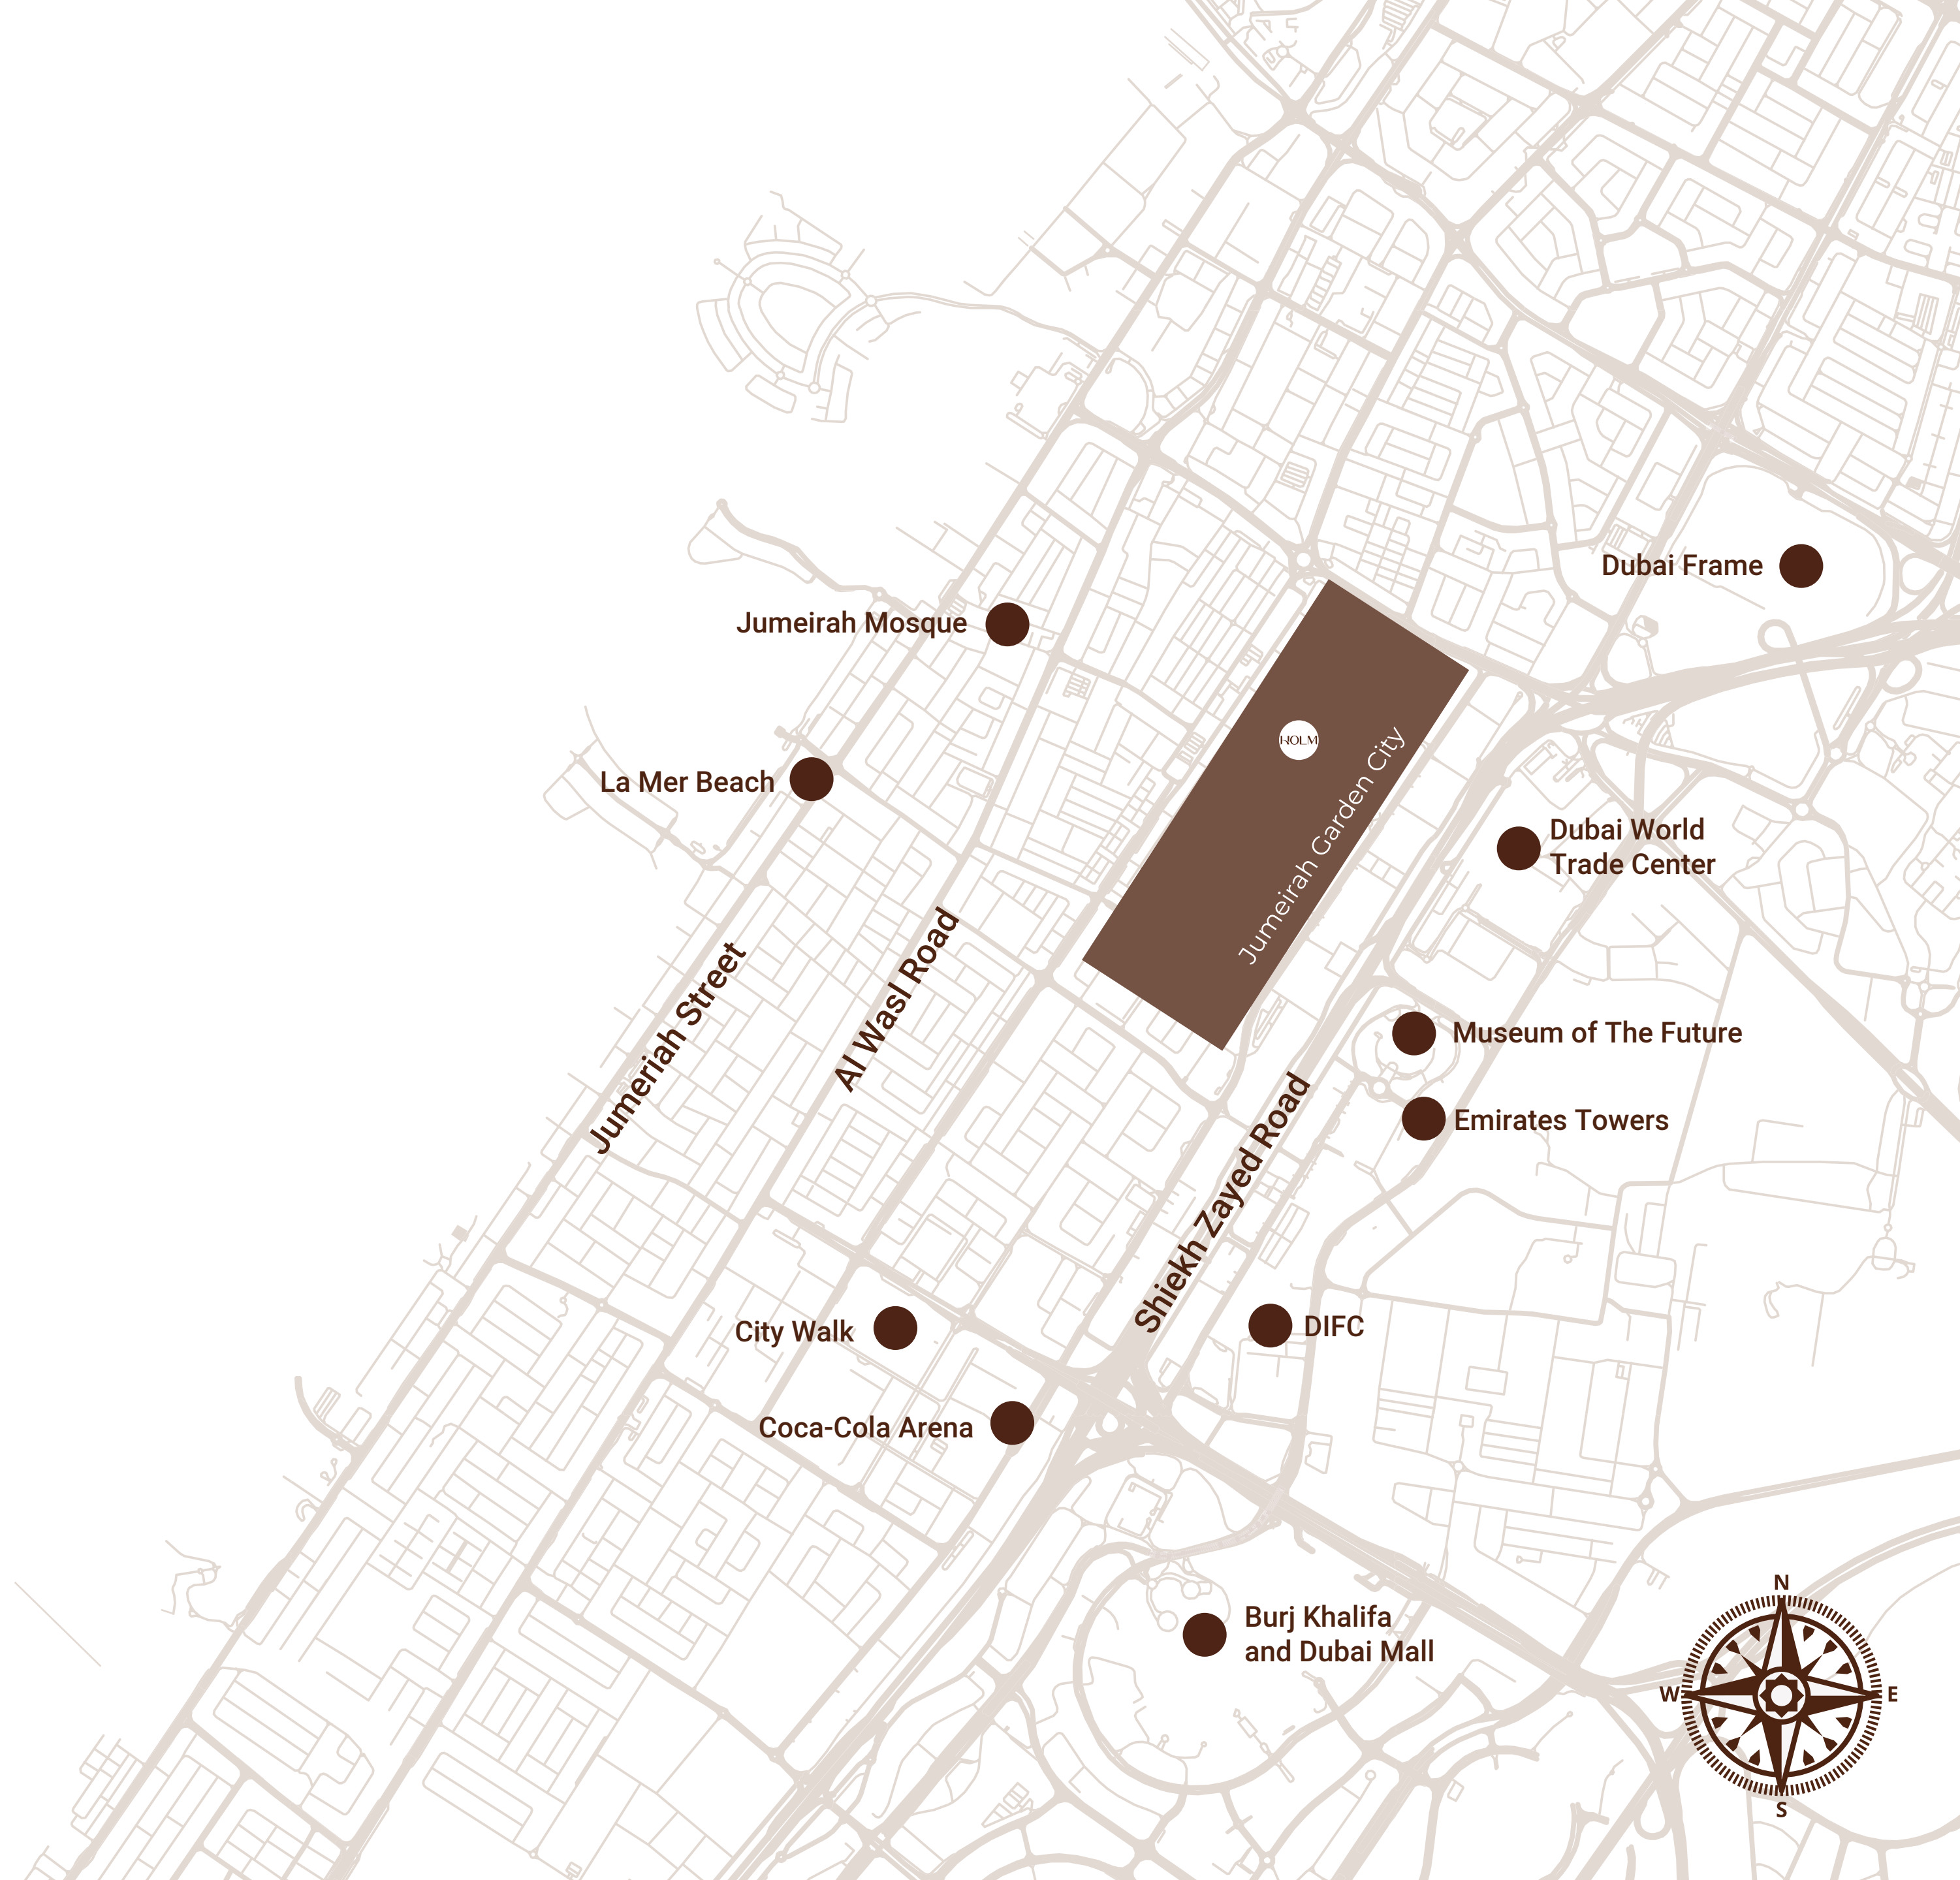 Dubai Frame
Jumeirah Mosque
HOLM
La Mer Beach
Jumeirah Garden City
Dubai World
Trade Center
Jumeriah Street
Al Wasl Road
Museum of The Future
Shiekh Zayed Road
Emirates Towers
City Walk
DIFC
Coca-Cola Arena
Burj Khalifa
and Dubai Mall
N
W
E
S